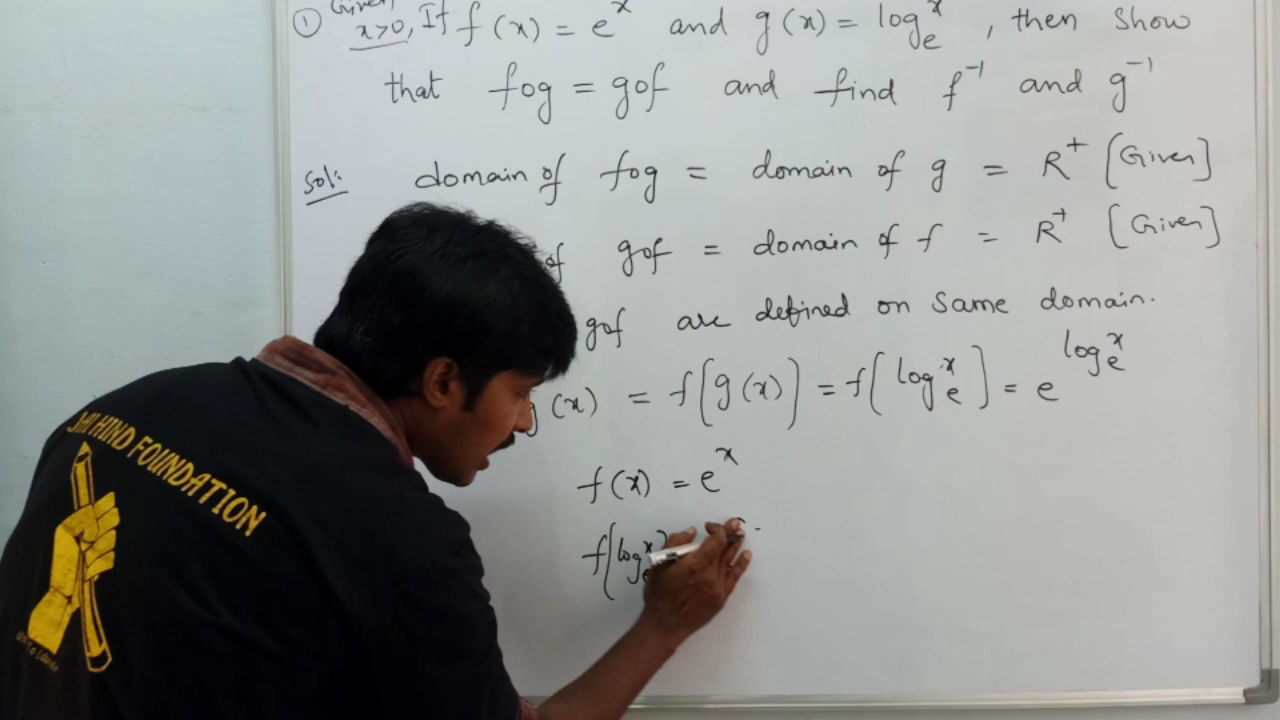 ① Given x>0, If f(x) = e^x and g(x) = log_e^x , then show
that fog = gof and find f^-1 and g^-1
Sol: domain of fog = domain of g = R^+ [Given]
of gof = domain of f = R^+ [Given]
gof are defined on same domain.
g(x) = f[g(x)] = f[log_e^x] = e^log_e^x
f(x) = e^x
f[log_e^x]
JAI HIND FOUNDATION